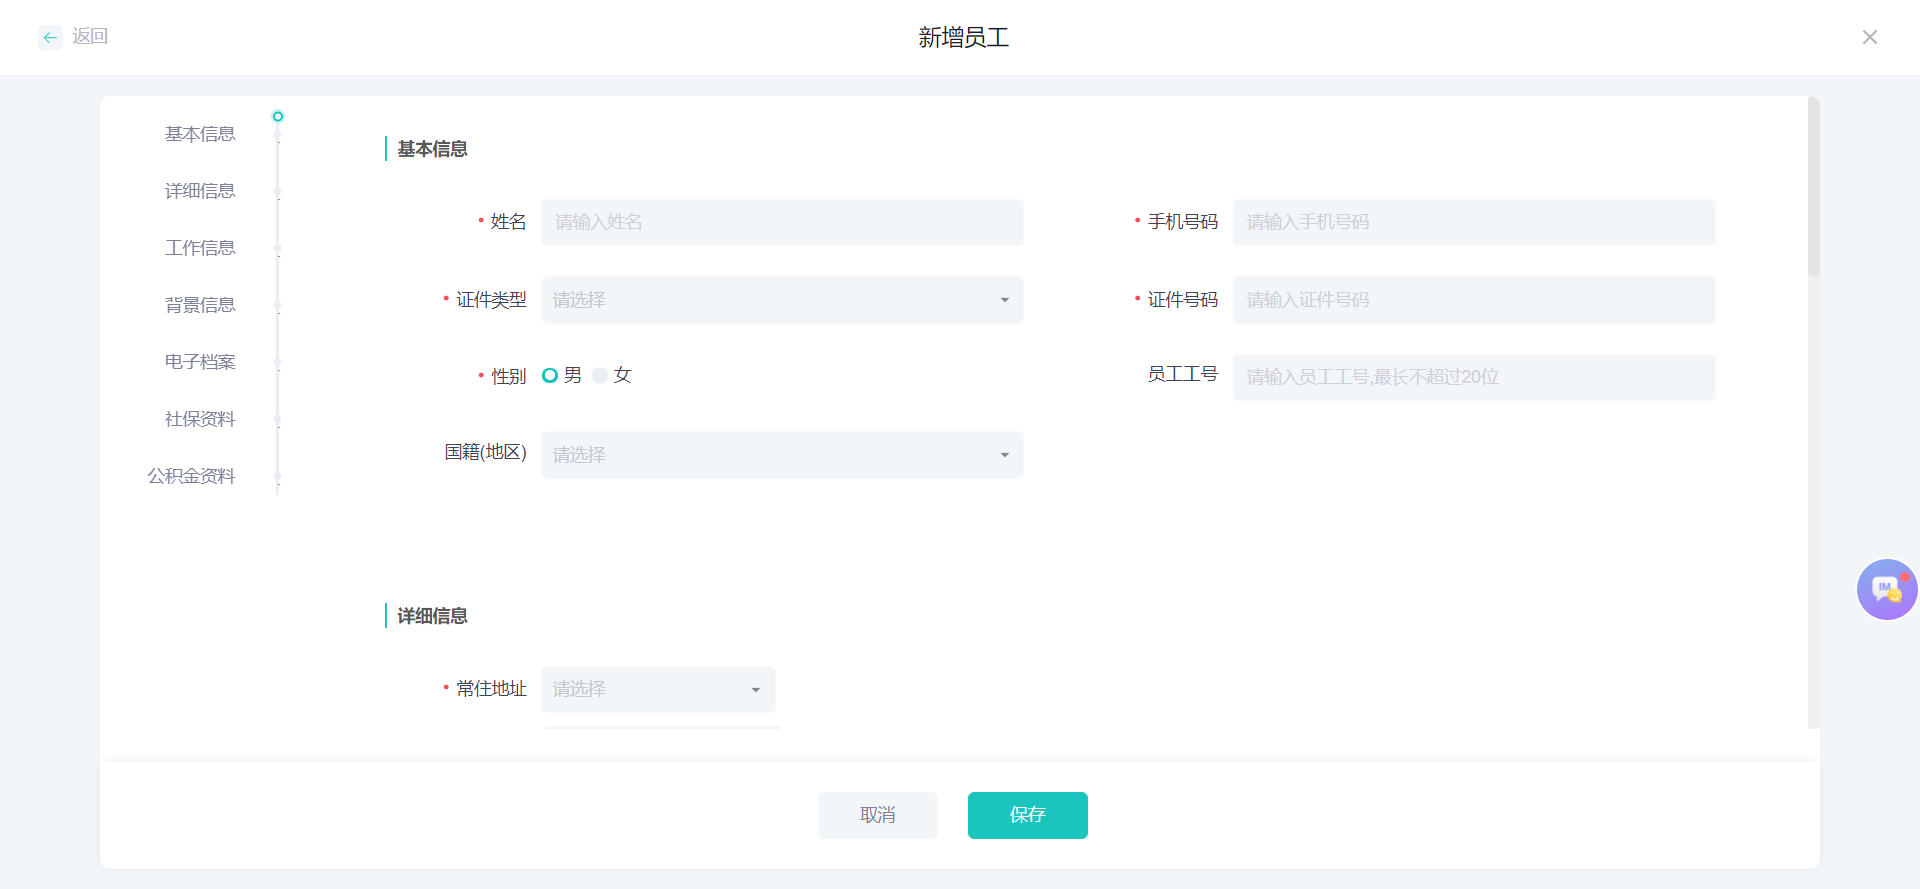 返回
新增员工
基本信息
详细信息
工作信息
背景信息
电子档案
社保资料
公积金资料
基本信息
• 姓名 请输入姓名 • 手机号码 请输入手机号码
• 证件类型 请选择 • 证件号码 请输入证件号码
• 性别 男 女 员工工号 请输入员工工号,最长不超过20位
国籍(地区) 请选择
IM
详细信息
• 常住地址 请选择
取消 保存